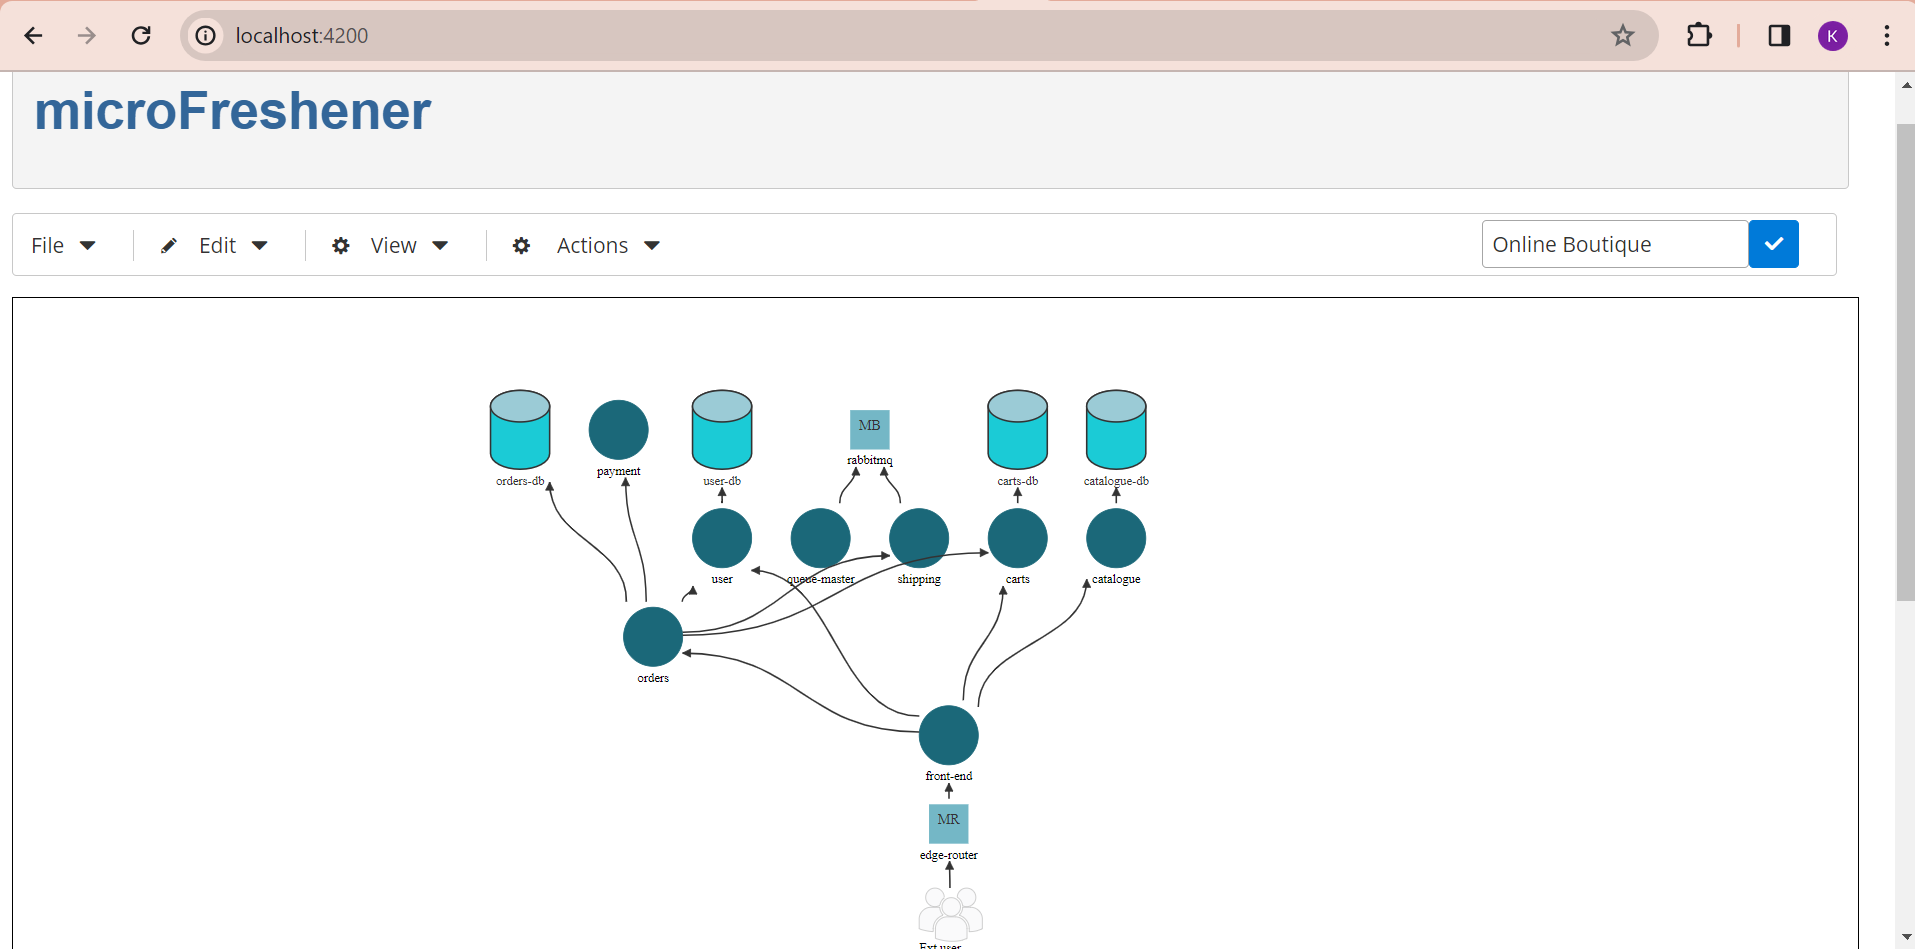 localhost:4200
K
microFreshener
File Edit View Actions Online Boutique
MB
rabbitmq
payment
orders-db user-db carts-db catalogue-db
user queue-master shipping carts catalogue
orders
front-end
MR
edge-router
Ext user